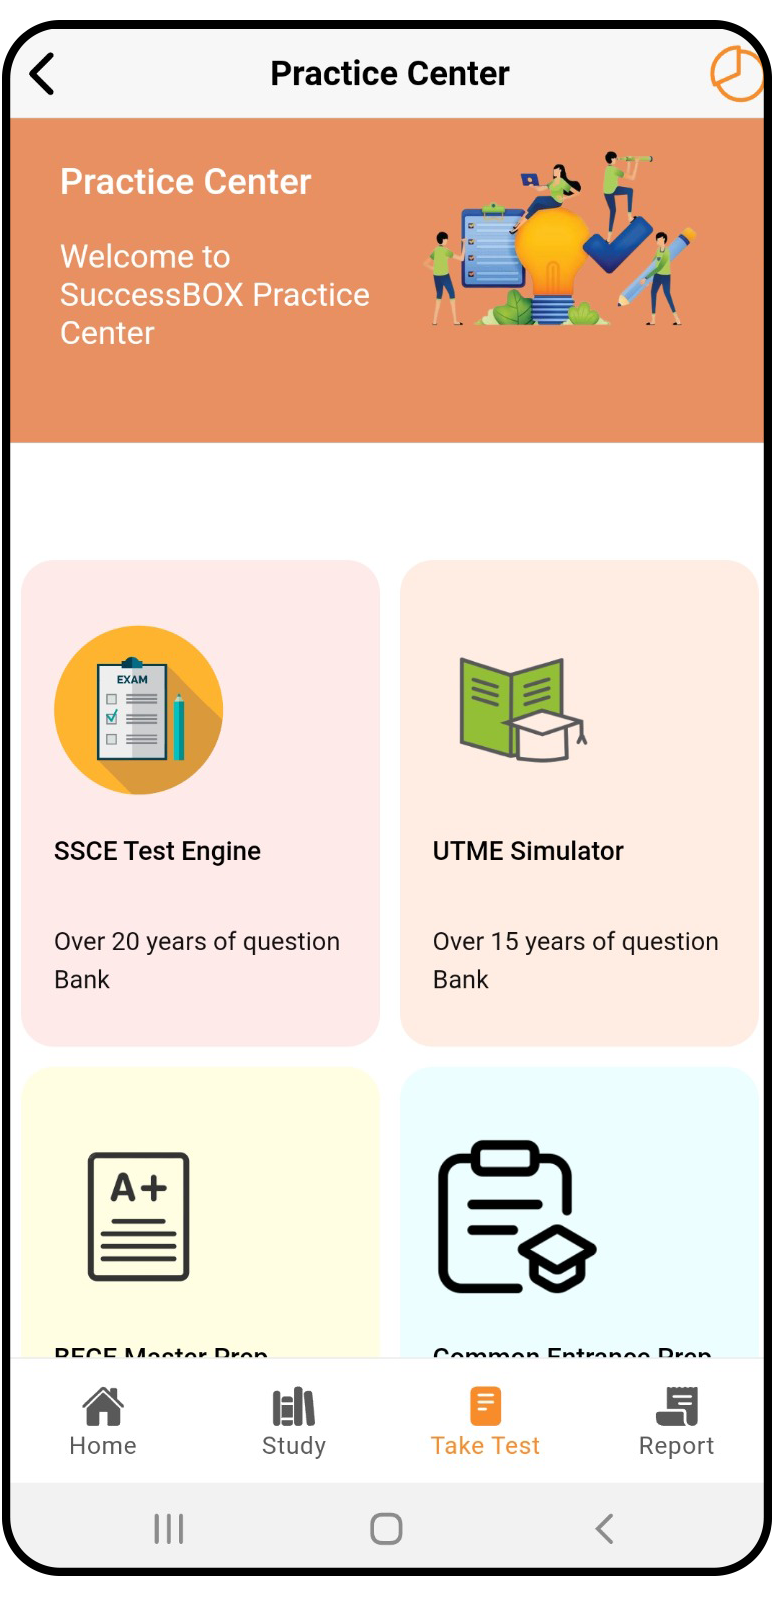 Practice Center
Practice Center
Welcome to
SuccessBOX Practice
Center
EXAM
SSCE Test Engine
Over 20 years of question
Bank
UTME Simulator
Over 15 years of question
Bank
A+
BECE Master Prep
Common Entrance Prep
Home
Study
Take Test
Report